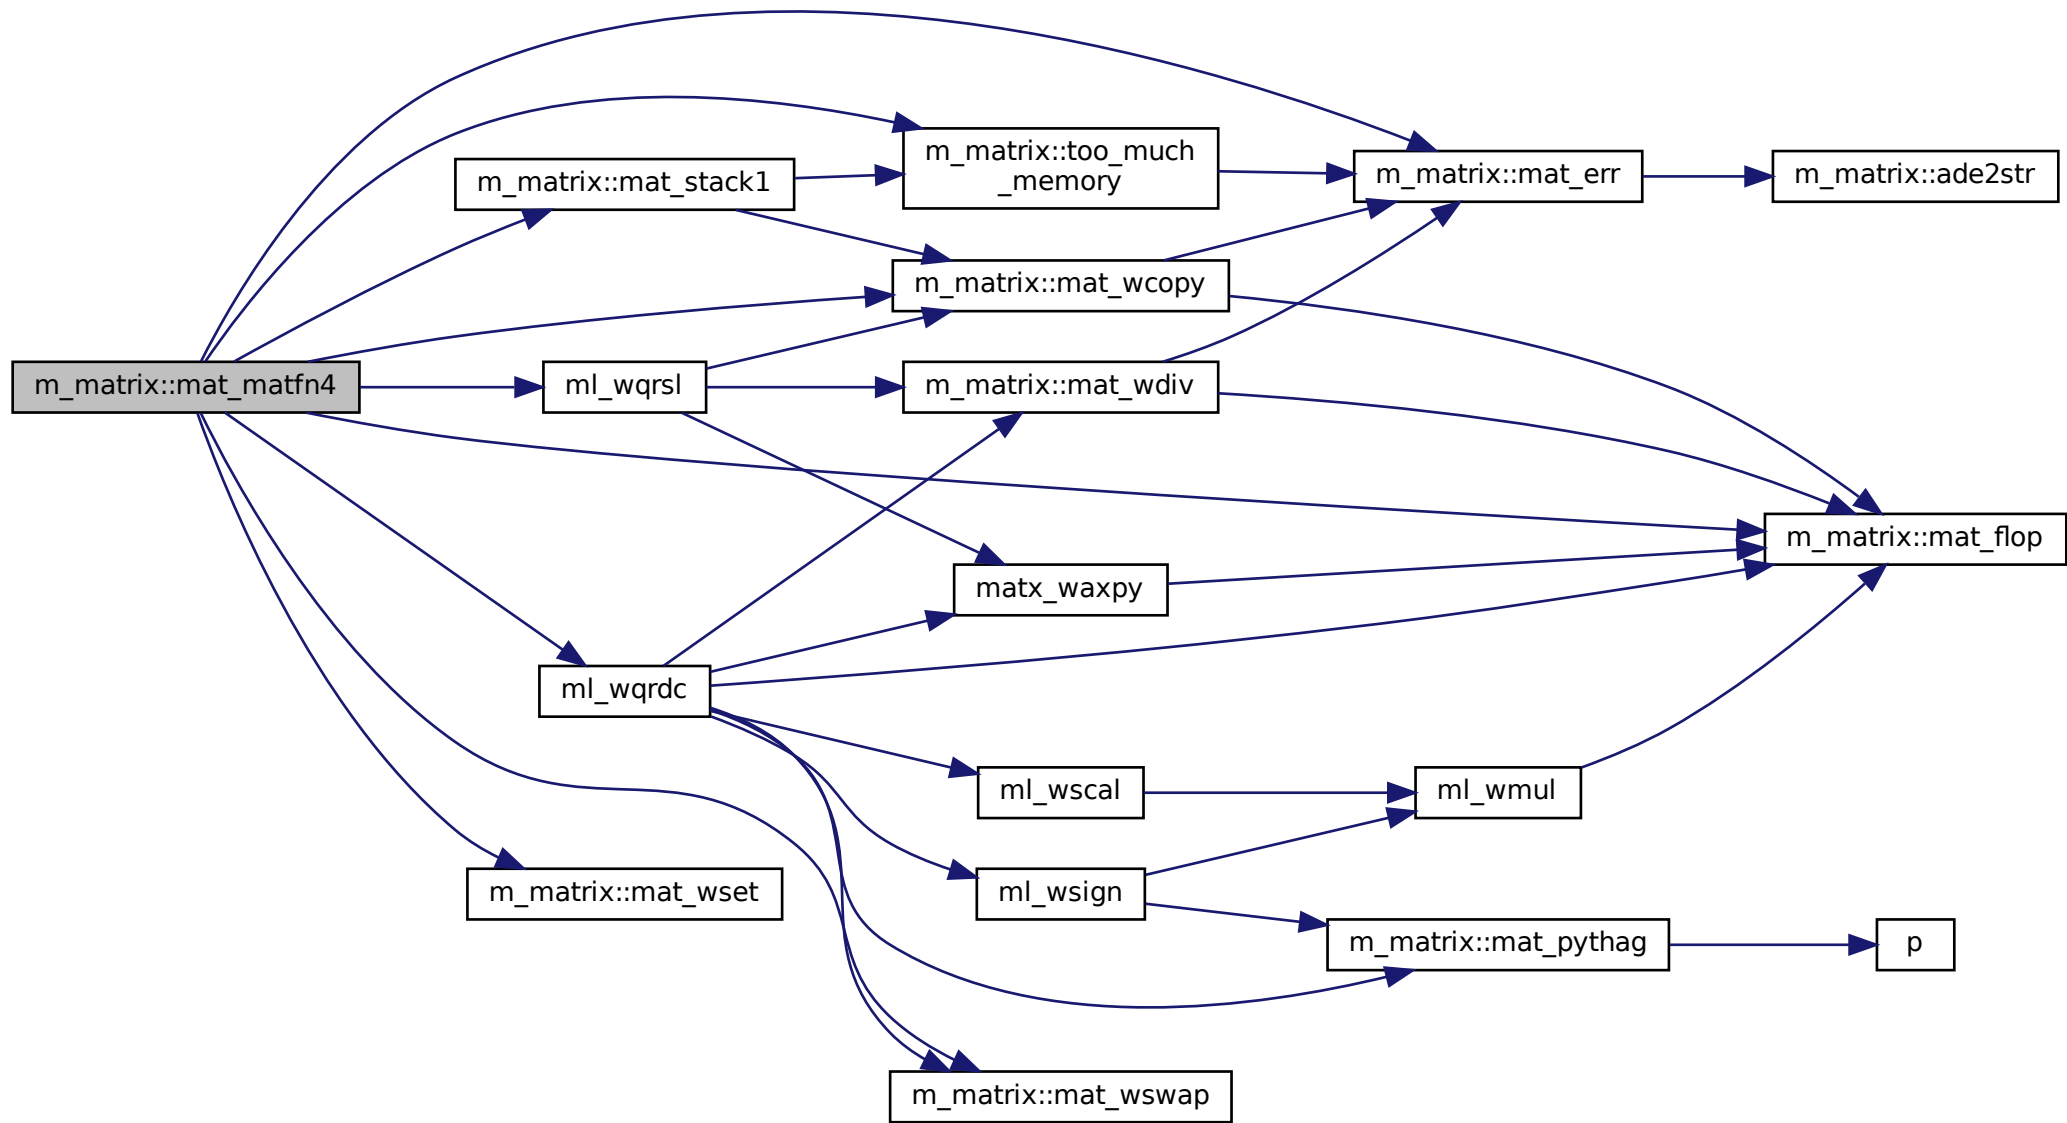 m_matrix::too_much
_memory
m_matrix::mat_stack1
m_matrix::mat_err
m_matrix::ade2str
m_matrix::mat_wcopy
m_matrix::mat_matfn4
ml_wqrsl
m_matrix::mat_wdiv
m_matrix::mat_flop
matx_waxpy
ml_wqrdc
ml_wscal
ml_wmul
m_matrix::mat_wset
ml_wsign
m_matrix::mat_pythag
p
m_matrix::mat_wswap